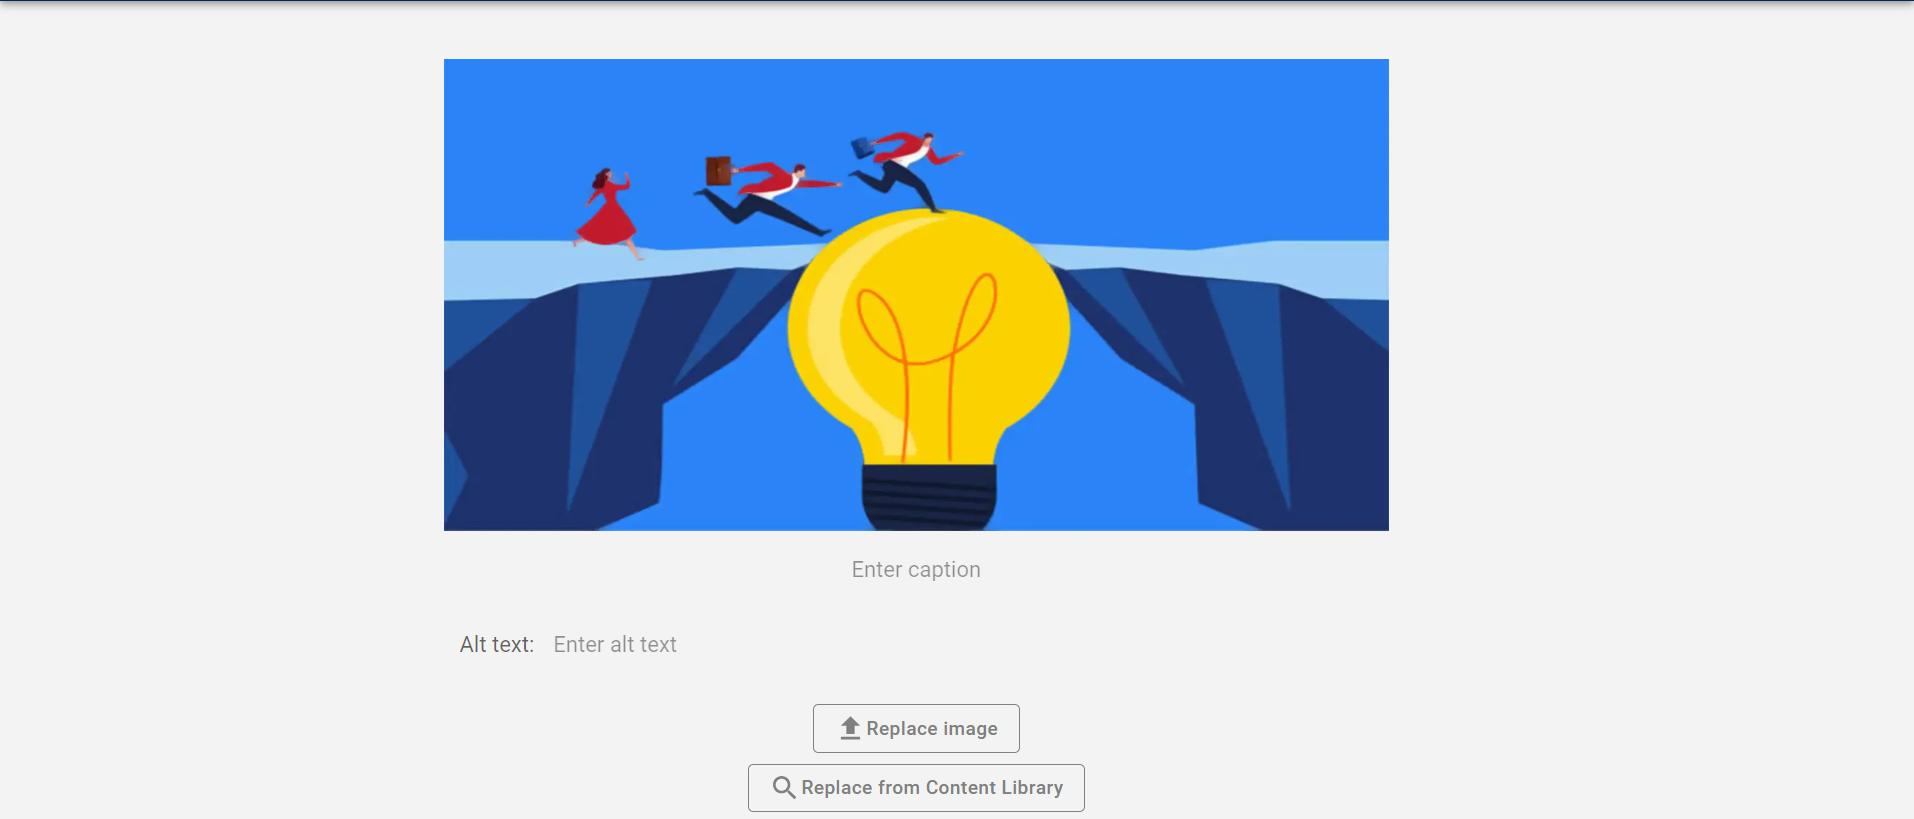 Enter caption
Alt text: Enter alt text
Replace image
Replace from Content Library